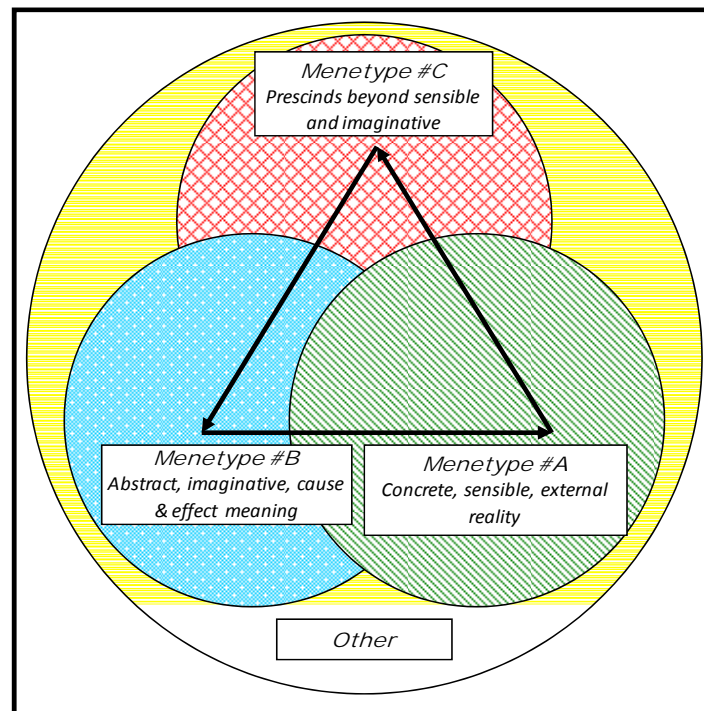 Menetype #C
Prescinds beyond sensible
and imaginative
Menetype #B
Abstract, imaginative, cause
& effect meaning
Menetype #A
Concrete, sensible, external
reality
Other